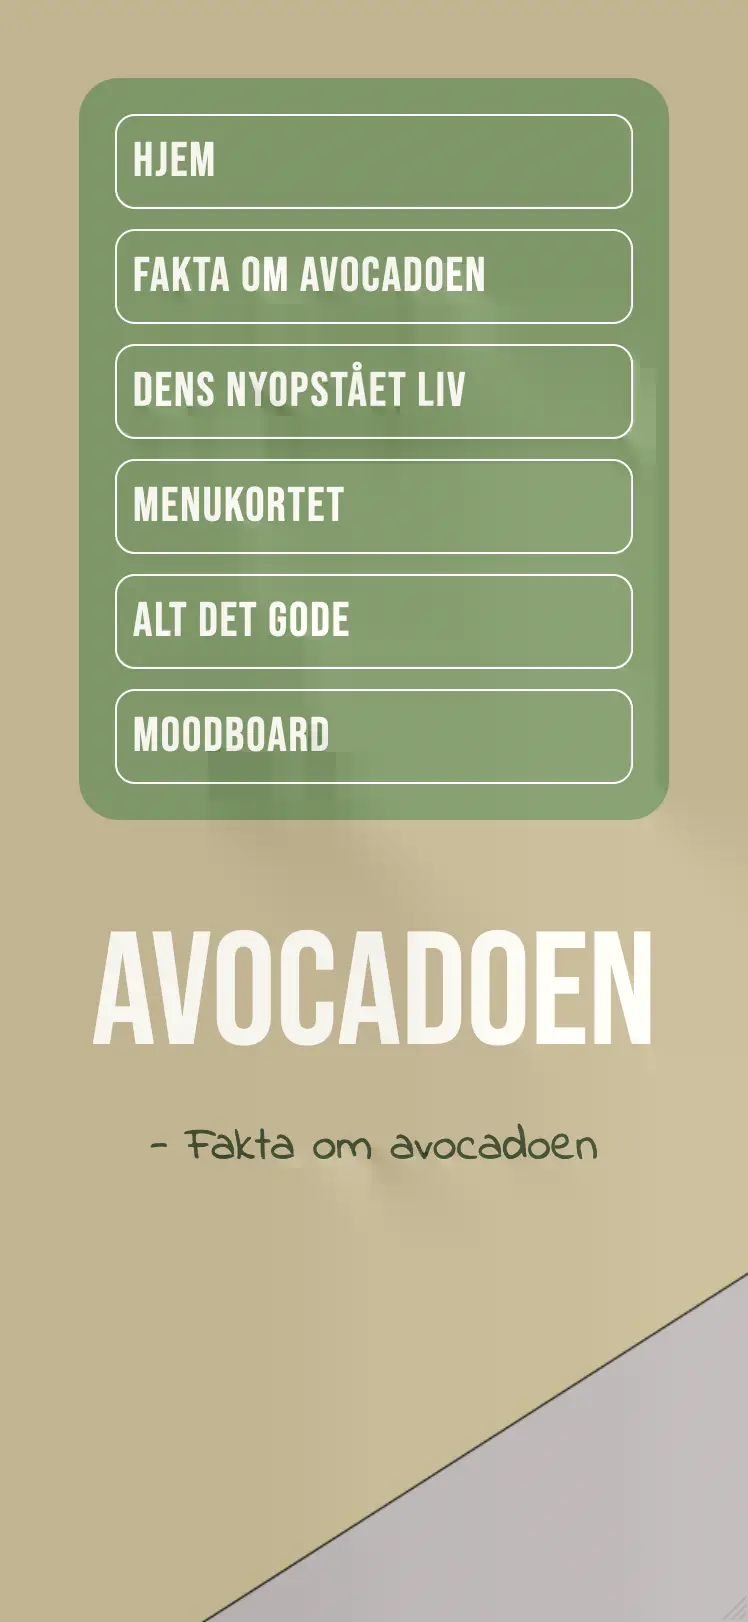 HJEM
FAKTA OM AVOCADOEN
DENS NYOPSTÅET LIV
MENUKORTET
ALT DET GODE
MOODBOARD
AVOCADOEN
- Fakta om avocadoen